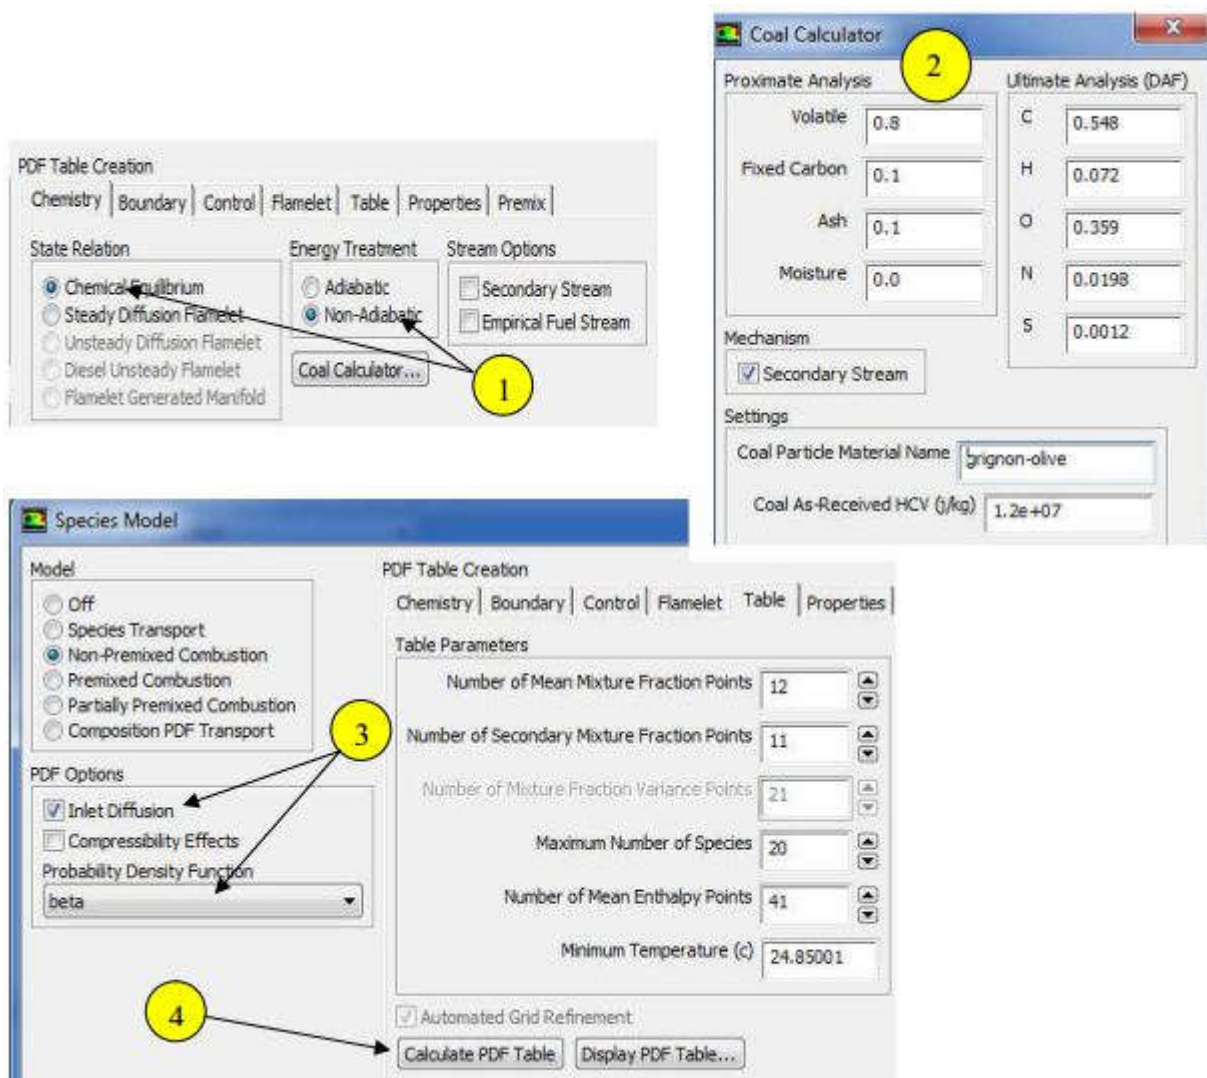 PDF Table Creation
Chemistry Boundary Control Flamelet Table Properties Premix
State Relation
Chemical Equilibrium
Steady Diffusion Flamelet
Unsteady Diffusion Flamelet
Diesel Unsteady Flamelet
Flamelet Generated Manifold
Energy Treatment
Adiabatic
Non-Adiabatic
Coal Calculator...
Stream Options
Secondary Stream
Empirical Fuel Stream
1
Coal Calculator
2
Proximate Analysis
Volatile 0.8
Fixed Carbon 0.1
Ash 0.1
Moisture 0.0
Ultimate Analysis (DAF)
C 0.548
H 0.072
O 0.359
N 0.0198
S 0.0012
Mechanism
Secondary Stream
Settings
Coal Particle Material Name grignon-olive
Coal As-Received HCV (j/kg) 1.2e+07
Species Model
Model
Off
Species Transport
Non-Premixed Combustion
Premixed Combustion
Partially Premixed Combustion
Composition PDF Transport
3
PDF Options
Inlet Diffusion
Compressibility Effects
Probability Density Function
beta
4
PDF Table Creation
Chemistry Boundary Control Flamelet Table Properties
Table Parameters
Number of Mean Mixture Fraction Points 12
Number of Secondary Mixture Fraction Points 11
Number of Mixture Fraction Variance Points 21
Maximum Number of Species 20
Number of Mean Enthalpy Points 41
Minimum Temperature (c) 24.85001
Automated Grid Refinement
Calculate PDF Table Display PDF Table...